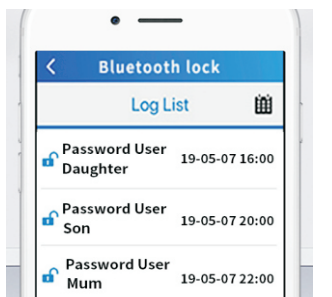 Bluetooth lock
Log List
Password User
Daughter
19-05-07 16:00
Password User
Son
19-05-07 20:00
Password User
Mum
19-05-07 22:00